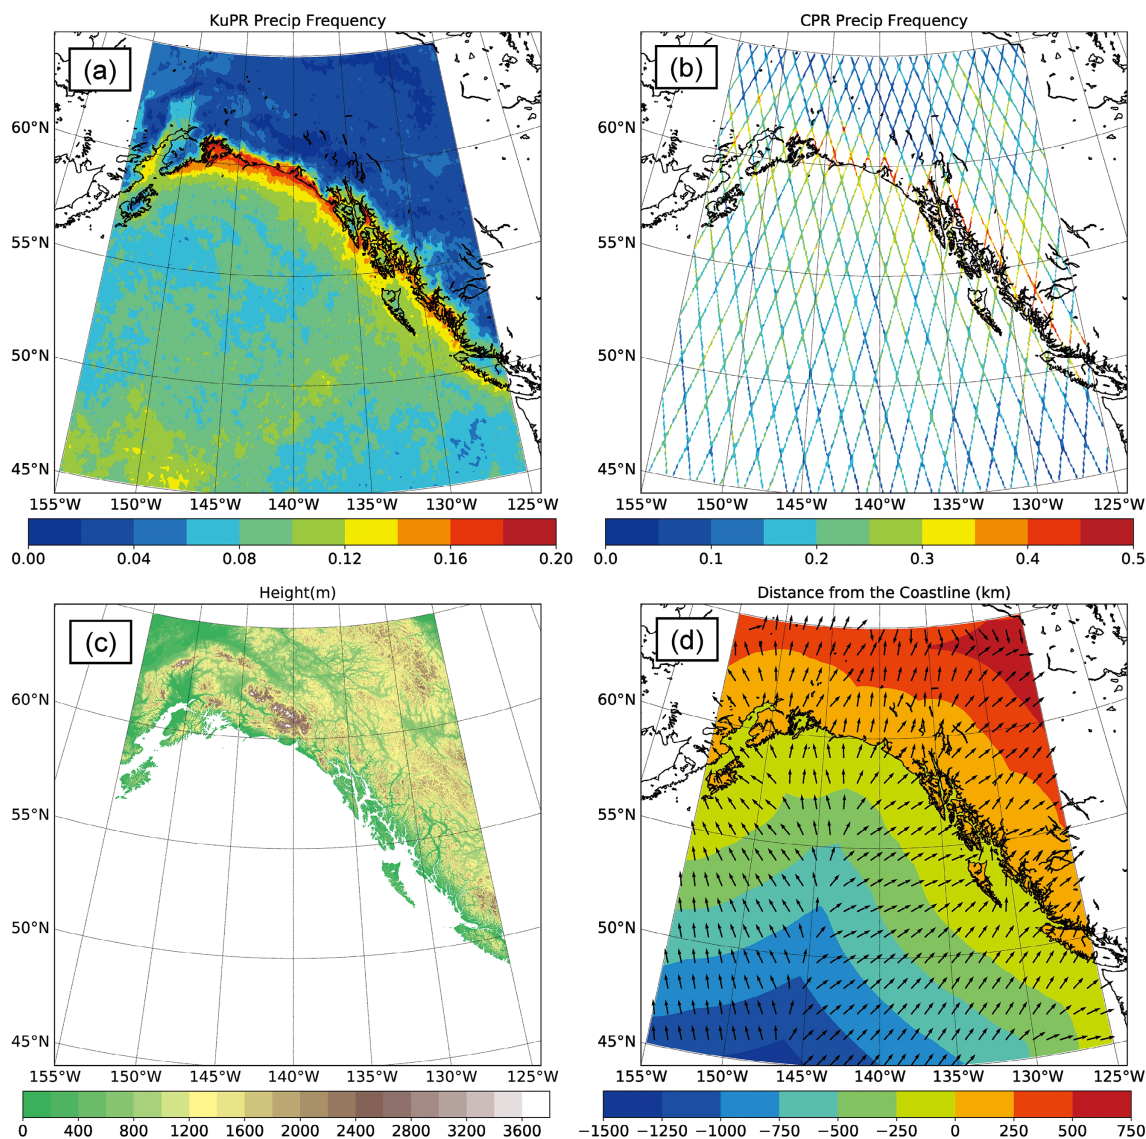 KuPR Precip Frequency
CPR Precip Frequency
(a)
(b)
60°N
55°N
50°N
45°N
60°N
55°N
50°N
45°N
155°W 150°W 145°W 140°W 135°W 130°W 125°W
155°W 150°W 145°W 140°W 135°W 130°W 125°W
0.00 0.04 0.08 0.12 0.16 0.20
0.0 0.1 0.2 0.3 0.4 0.5
Height(m)
Distance from the Coastline (km)
(c)
(d)
60°N
55°N
50°N
45°N
60°N
55°N
50°N
45°N
155°W 150°W 145°W 140°W 135°W 130°W 125°W
155°W 150°W 145°W 140°W 135°W 130°W 125°W
0 400 800 1200 1600 2000 2400 2800 3200 3600
−1500 −1250 −1000 −750 −500 −250 0 250 500 750